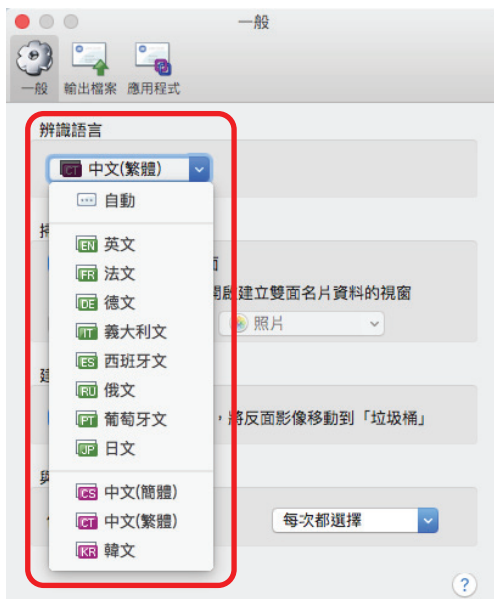 一般
一般 輸出檔案 應用程式
辨識語言
CT 中文(繁體)
自動
EN 英文
FR 法文
DE 德文
IT 義大利文
ES 西班牙文
RU 俄文
PT 葡萄牙文
JP 日文
CS 中文(簡體)
CT 中文(繁體)
KR 韓文
開啟建立雙面名片資料的視窗
照片
建
，將反面影像移動到「垃圾桶」
與
每次都選擇
?